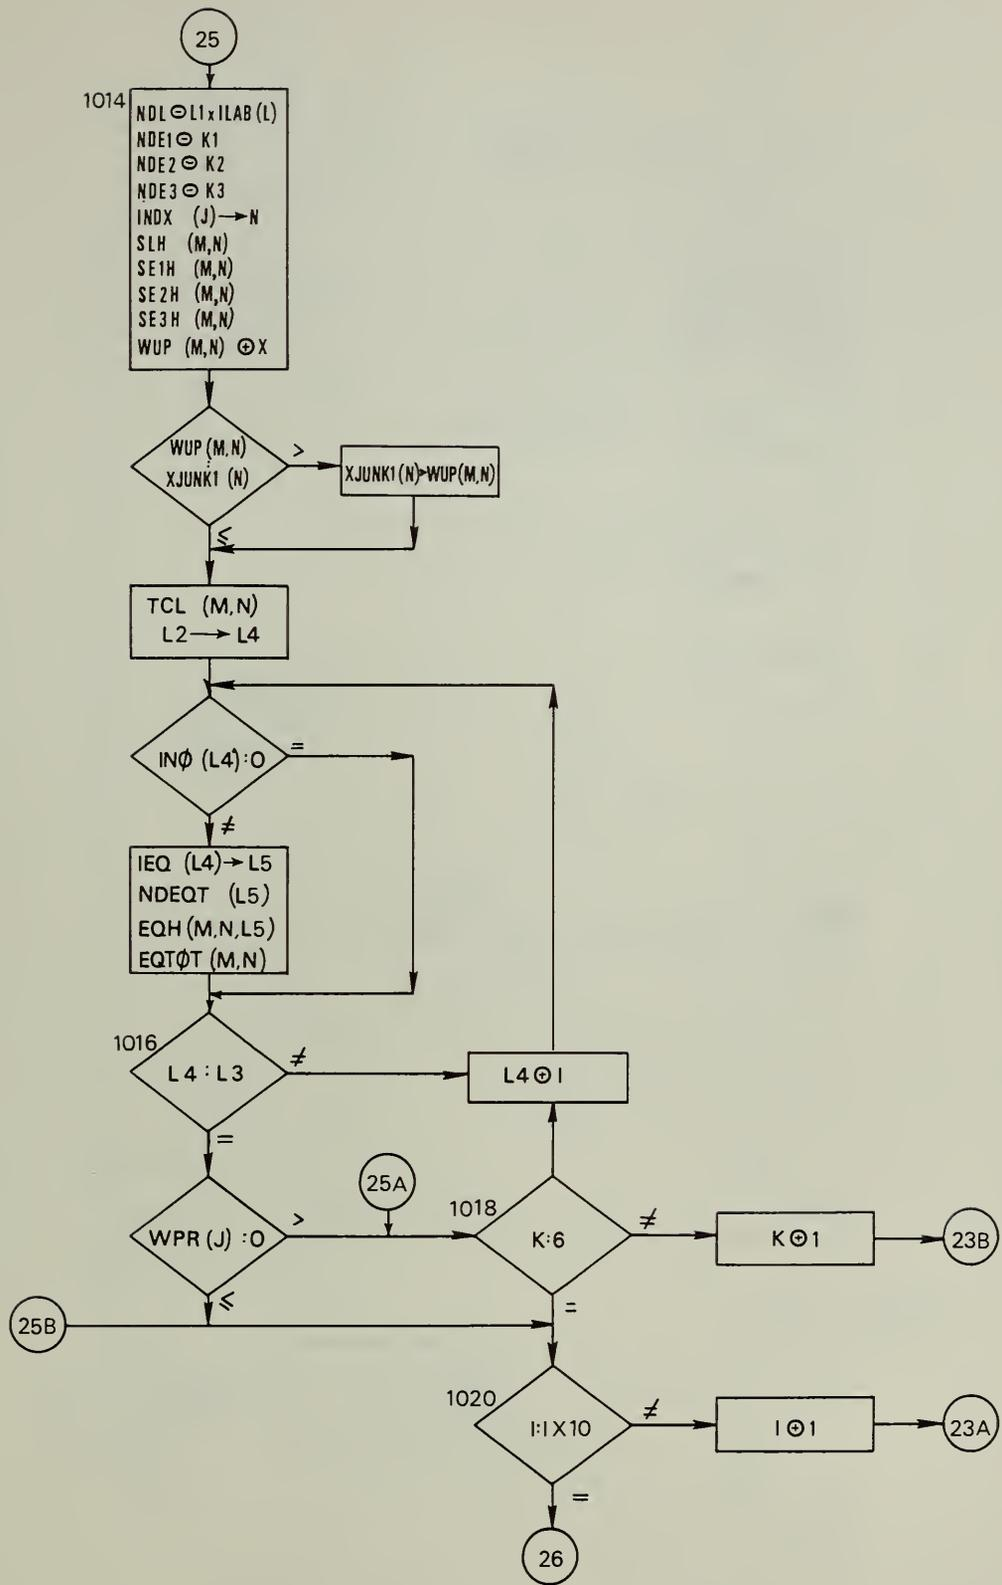 25
1014
NDL ⊖ L1 x ILAB (L)
NDE1 ⊖ K1
NDE2 ⊖ K2
NDE3 ⊖ K3
INDX (J) → N
SLH (M,N)
SE1H (M,N)
SE2H (M,N)
SE3H (M,N)
WUP (M,N) ⊕ X
WUP (M,N)
:
XJUNK1 (N)
>
XJUNK1 (N) → WUP(M,N)
≤
TCL (M,N)
L2 → L4
INØ (L4) : 0
=
≠
IEQ (L4) → L5
NDEQT (L5)
EQH (M,N,L5)
EQTØT (M,N)
1016
L4 : L3
≠
L4 ⊕ I
=
25A
WPR (J) : 0
>
1018
K:6
≠
K ⊕ 1
23B
≤
=
25B
1020
I:IX10
≠
I ⊕ 1
23A
=
26